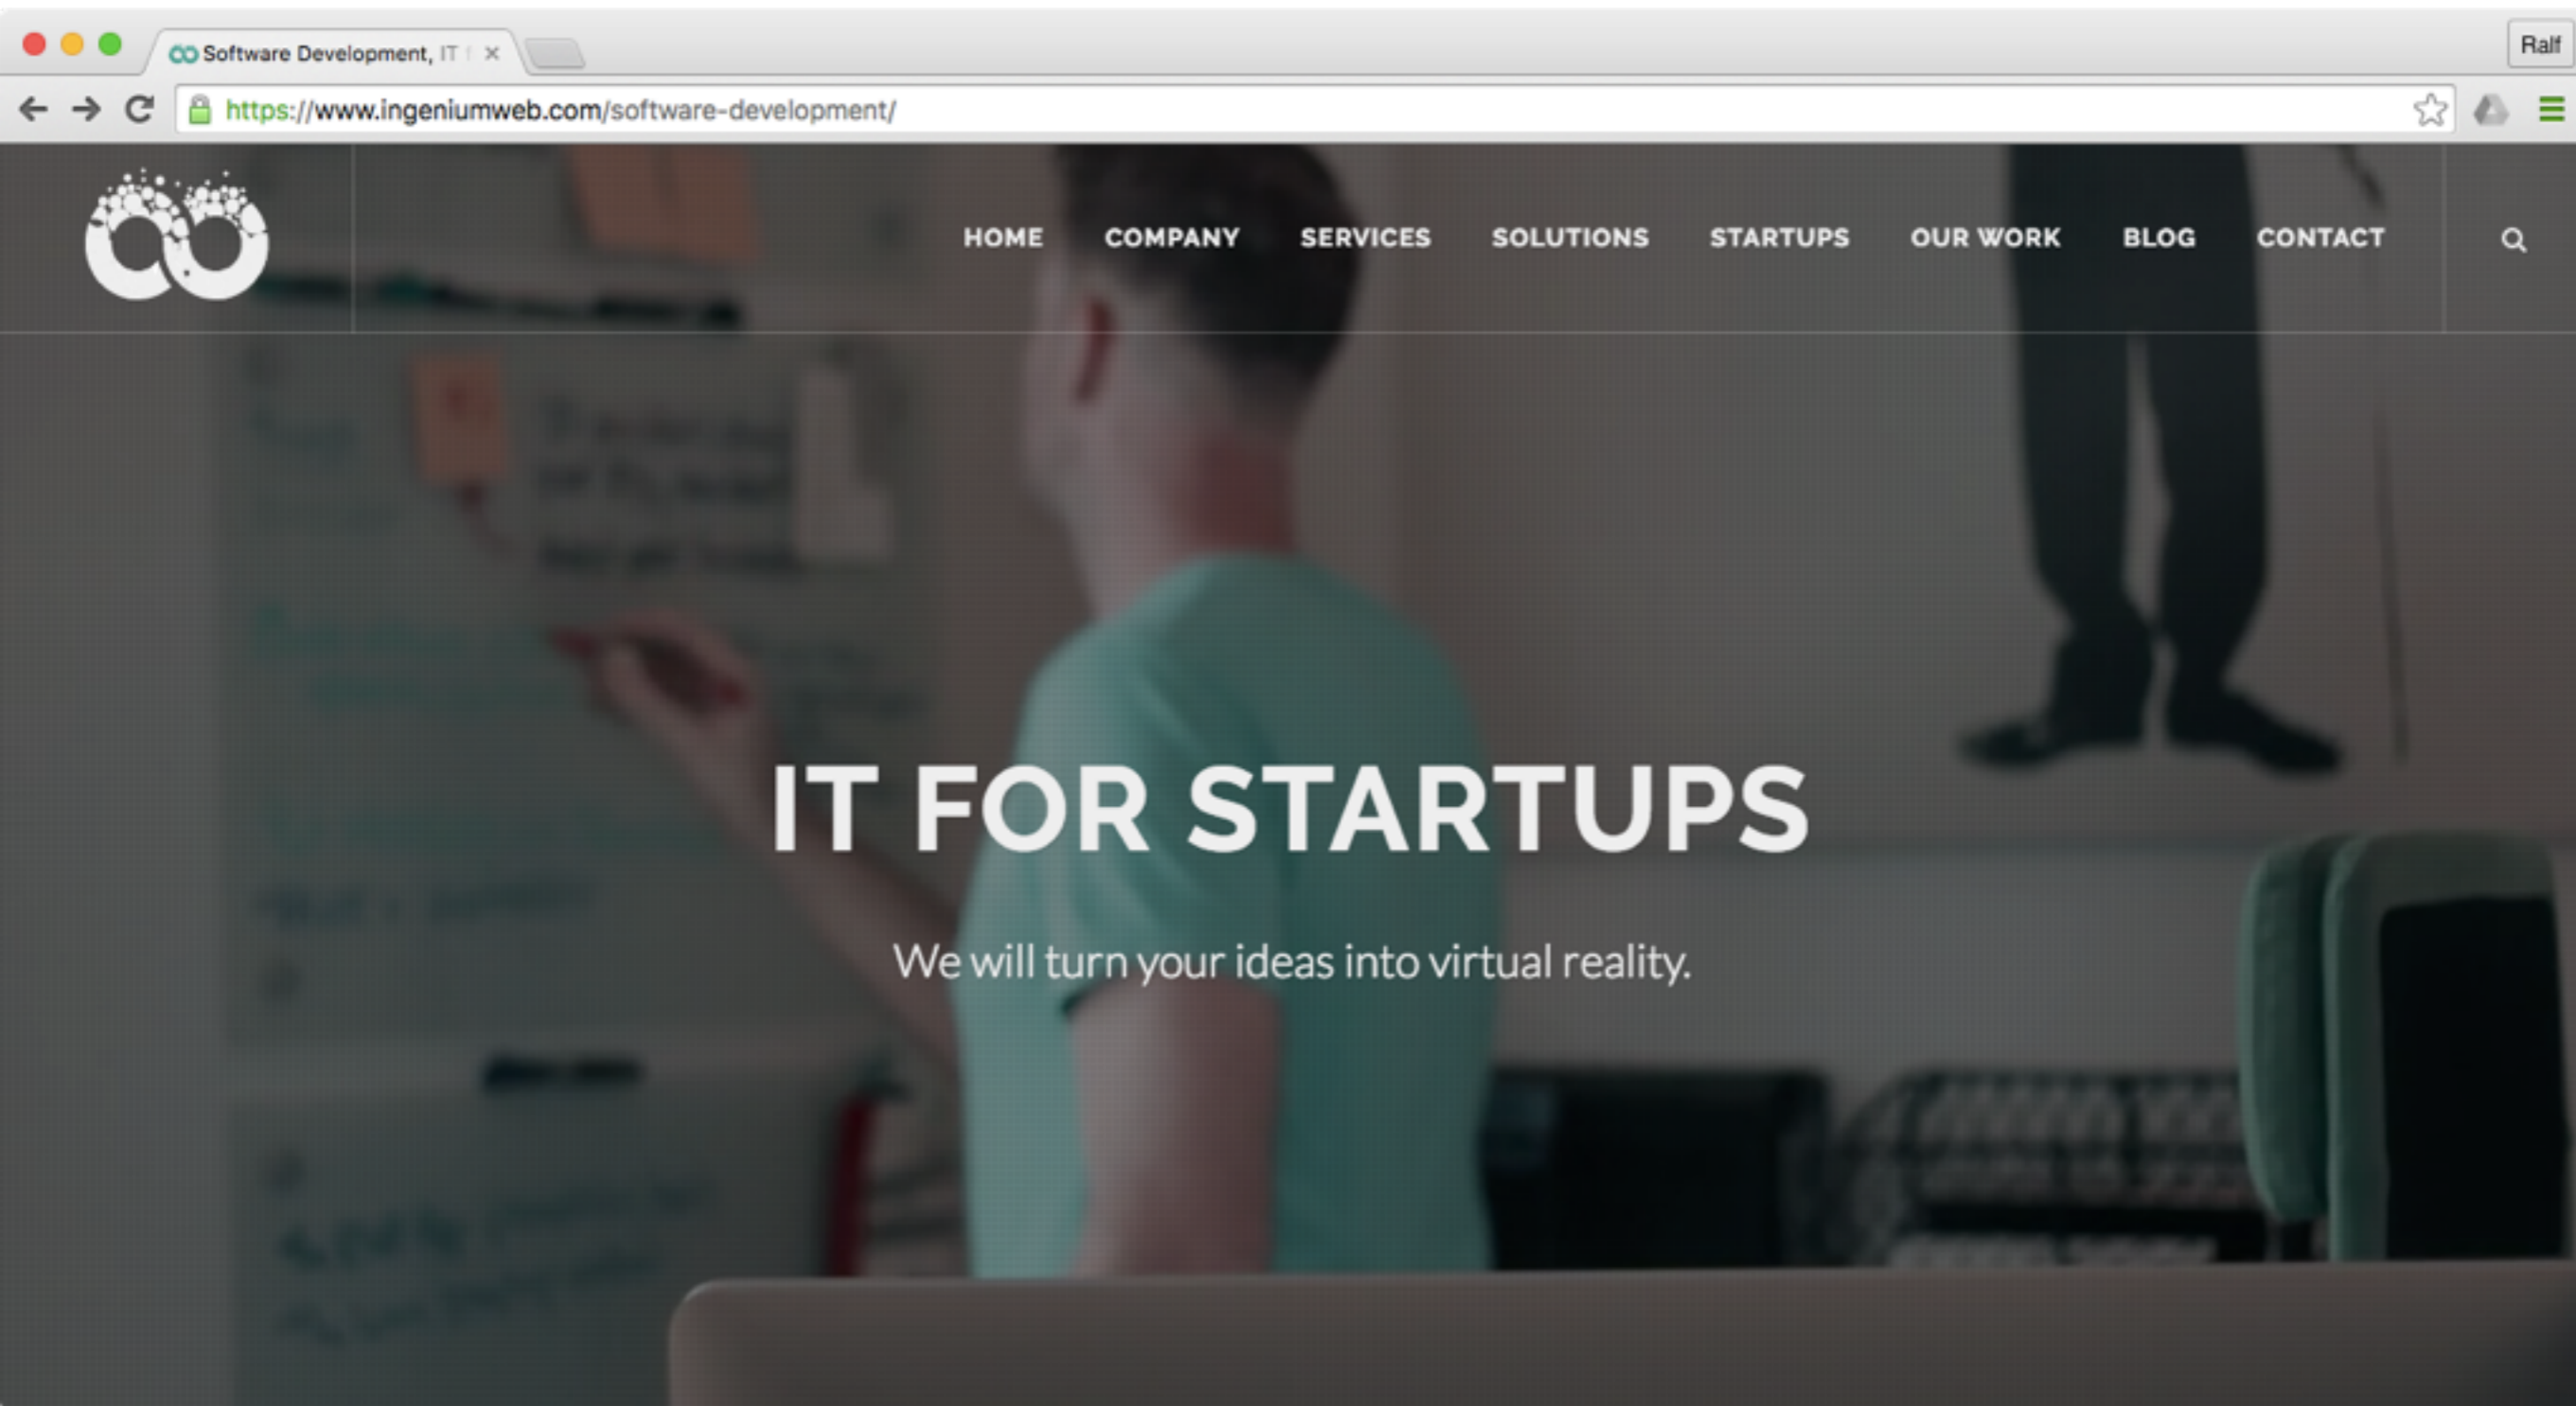 Software Development, IT
Ralf
https://www.ingeniumweb.com/software-development/
HOME COMPANY SERVICES SOLUTIONS STARTUPS OUR WORK BLOG CONTACT
IT FOR STARTUPS
We will turn your ideas into virtual reality.